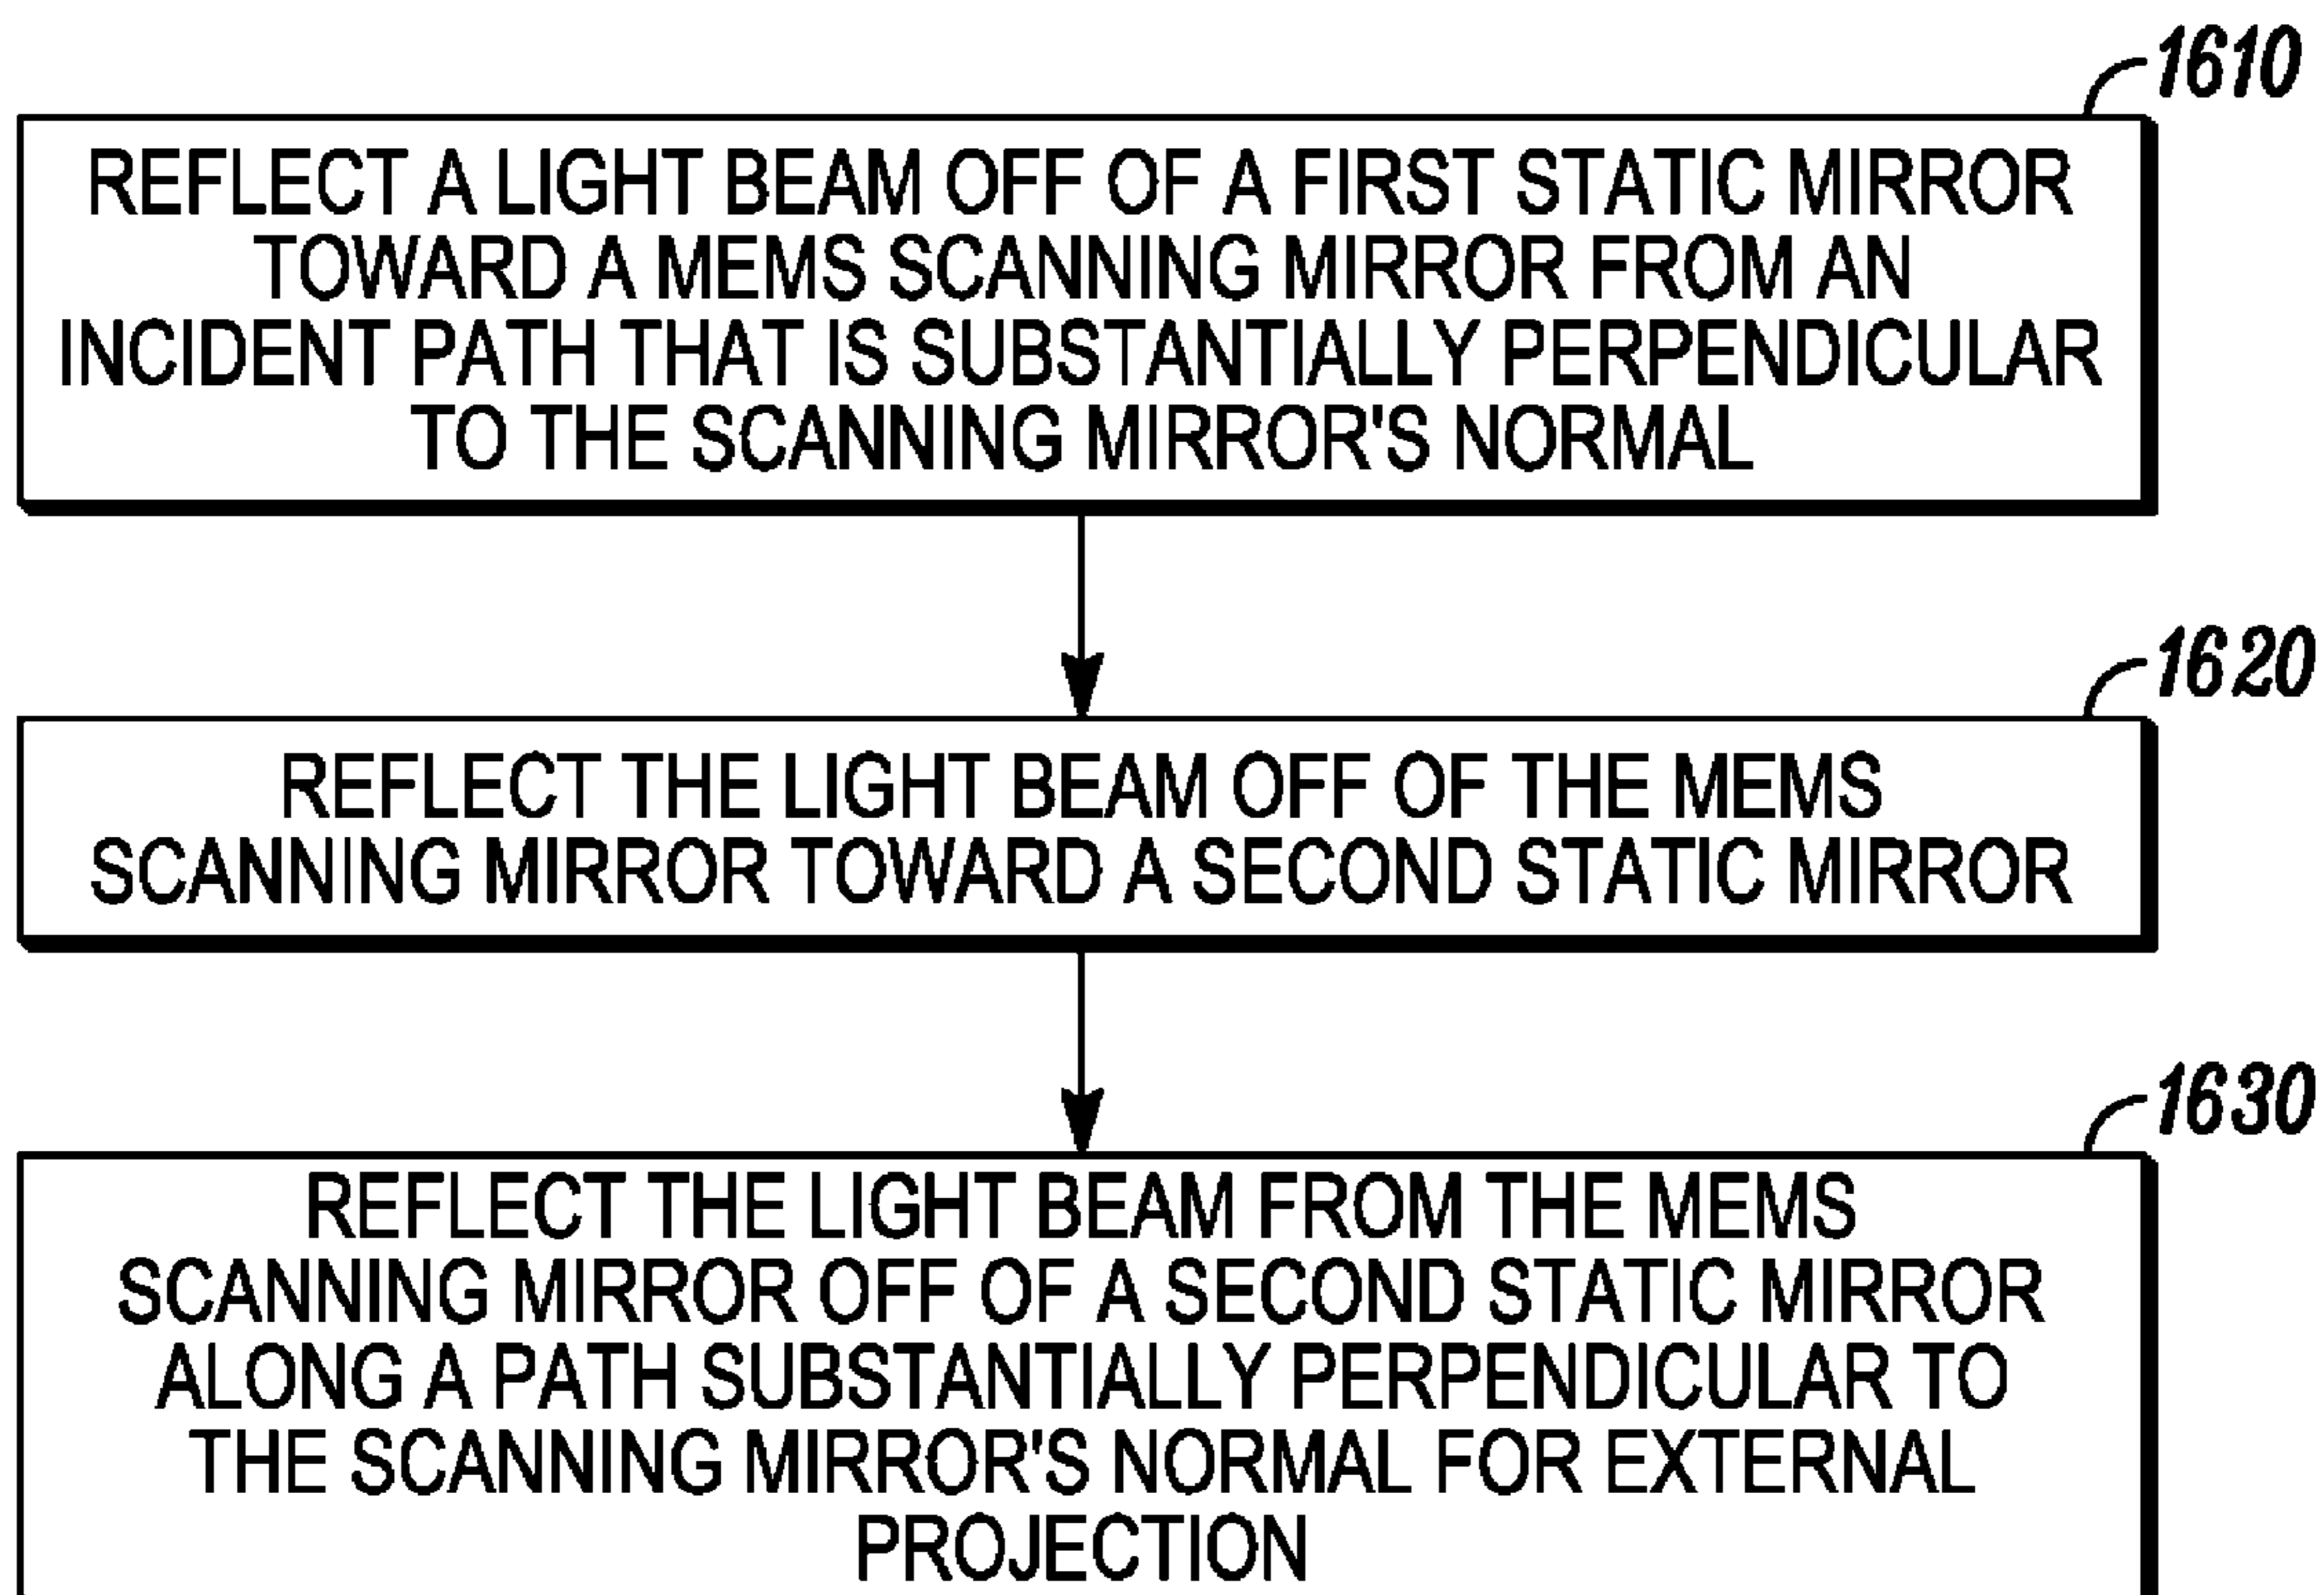 1610
REFLECT A LIGHT BEAM OFF OF A FIRST STATIC MIRROR
TOWARD A MEMS SCANNING MIRROR FROM AN
INCIDENT PATH THAT IS SUBSTANTIALLY PERPENDICULAR
TO THE SCANNING MIRROR'S NORMAL
1620
REFLECT THE LIGHT BEAM OFF OF THE MEMS
SCANNING MIRROR TOWARD A SECOND STATIC MIRROR
1630
REFLECT THE LIGHT BEAM FROM THE MEMS
SCANNING MIRROR OFF OF A SECOND STATIC MIRROR
ALONG A PATH SUBSTANTIALLY PERPENDICULAR TO
THE SCANNING MIRROR'S NORMAL FOR EXTERNAL
PROJECTION